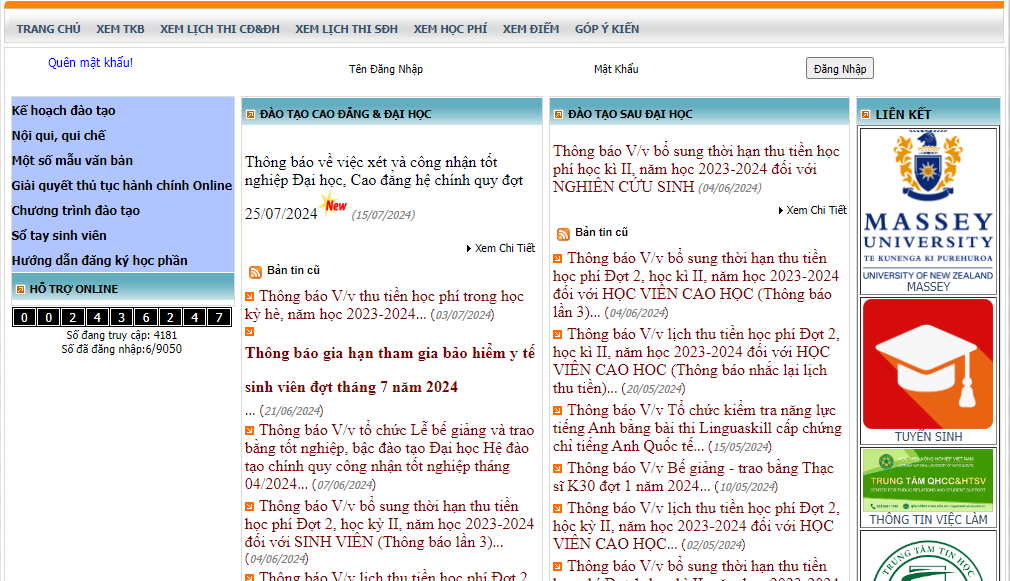 TRANG CHỦ XEM TKB XEM LỊCH THI CĐ&ĐH XEM LỊCH THI SĐH XEM HỌC PHÍ XEM ĐIỂM GÓP Ý KIẾN
Quên mật khẩu! Tên Đăng Nhập Mật Khẩu Đăng Nhập
Kế hoạch đào tạo
Nội qui, qui chế
Một số mẫu văn bản
Giải quyết thủ tục hành chính Online
Chương trình đào tạo
Sổ tay sinh viên
Hướng dẫn đăng ký học phần
HỖ TRỢ ONLINE
0 0 2 4 3 6 2 4 7
Số đang truy cập: 4181
Số đã đăng nhập:6/9050
ĐÀO TẠO CAO ĐẲNG & ĐẠI HỌC
Thông báo về việc xét và công nhận tốt
nghiệp Đại học, Cao đẳng hệ chính quy đợt
25/07/2024 New (15/07/2024)
Xem Chi Tiết
Bản tin cũ
Thông báo V/v thu tiền học phí trong học
kỳ hè, năm học 2023-2024... (03/07/2024)
Thông báo gia hạn tham gia bảo hiểm y tế
sinh viên đợt tháng 7 năm 2024
... (21/06/2024)
Thông báo V/v tổ chức Lễ bế giảng và trao
bằng tốt nghiệp, bậc đào tạo Đại học Hệ đào
tạo chính quy công nhận tốt nghiệp tháng
04/2024... (07/06/2024)
Thông báo V/v bổ sung thời hạn thu tiền
học phí Đợt 2, học kỳ II, năm học 2023-2024
đối với SINH VIÊN (Thông báo lần 3)...
(04/06/2024)
Thông báo V/v lịch thu tiền học phí Đợt 2,
ĐÀO TẠO SAU ĐẠI HỌC
Thông báo V/v bổ sung thời hạn thu tiền học
phí học kì II, năm học 2023-2024 đối với
NGHIÊN CỨU SINH (04/06/2024)
Xem Chi Tiết
Bản tin cũ
Thông báo V/v bổ sung thời hạn thu tiền
học phí Đợt 2, học kì II, năm học 2023-2024
đối với HỌC VIÊN CAO HỌC (Thông báo
lần 3)... (04/06/2024)
Thông báo V/v lịch thu tiền học phí Đợt 2,
học kì II, năm học 2023-2024 đối với HỌC
VIÊN CAO HOC (Thông báo nhắc lại lịch
thu tiền)... (20/05/2024)
Thông báo V/v Tổ chức kiểm tra năng lực
tiếng Anh bằng bài thi Linguaskill cấp chứng
chỉ tiếng Anh Quốc tế... (15/05/2024)
Thông báo V/v Bế giảng - trao bằng Thạc
sĩ K30 đợt 1 năm 2024... (10/05/2024)
Thông báo V/v lịch thu tiền học phí Đợt 2,
hộc kỳ II, năm học 2023-2024 đối với HỌC
VIÊN CAO HỌC... (02/05/2024)
Thông báo V/v bổ sung thời hạn thu tiền
LIÊN KẾT
MASSEY
UNIVERSITY
TE KUNENGA KI PUREHUROA
UNIVERSITY OF NEW ZEALAND
MASSEY
TUYỂN SINH
TRUNG TÂM QHCC&HTSV
CENTER FOR PUBLIC RELATIONS AND STUDENT SUPPORT
THÔNG TIN VIỆC LÀM
TRUNG TÂM TIN HỌC